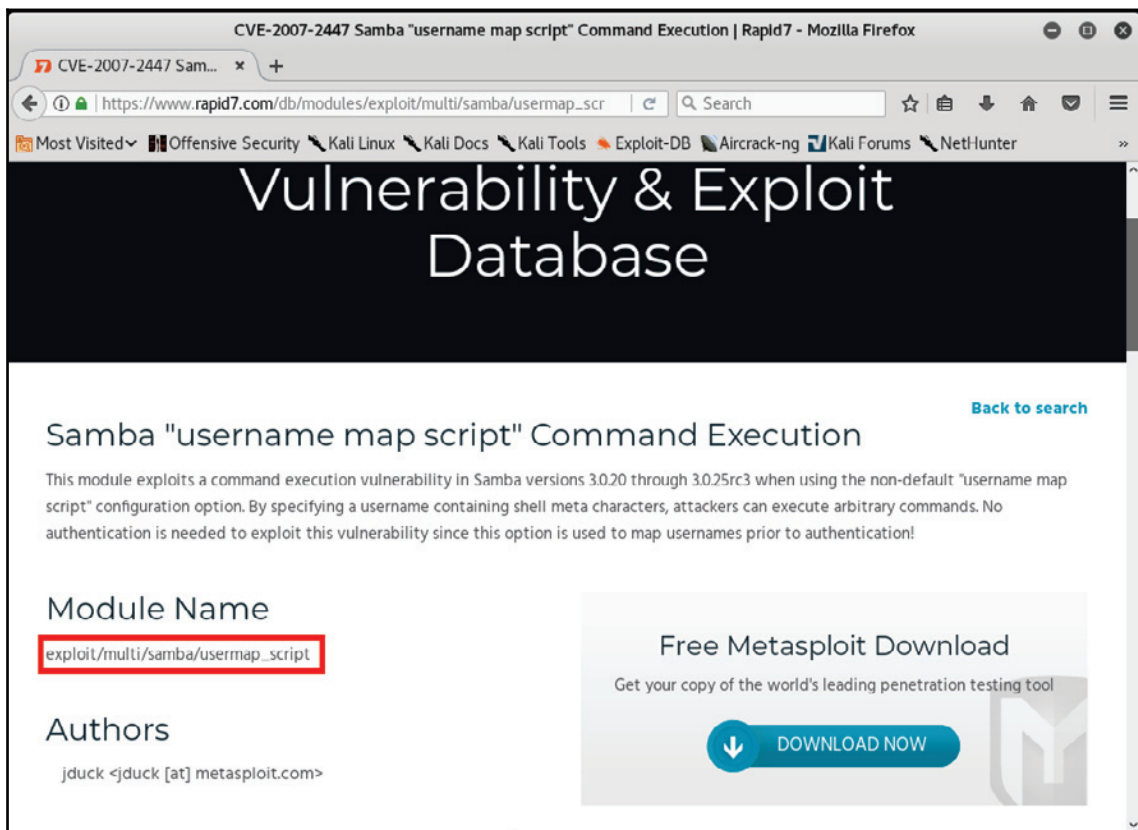 CVE-2007-2447 Samba "username map script" Command Execution | Rapid7 - Mozilla Firefox
CVE-2007-2447 Sam...
https://www.rapid7.com/db/modules/exploit/multi/samba/usermap_scr
Search
Most Visited
Offensive Security
Kali Linux
Kali Docs
Kali Tools
Exploit-DB
Aircrack-ng
Kali Forums
NetHunter
»
Vulnerability & Exploit
Database
Back to search
Samba "username map script" Command Execution
This module exploits a command execution vulnerability in Samba versions 3.0.20 through 3.0.25rc3 when using the non-default "username map
script" configuration option. By specifying a username containing shell meta characters, attackers can execute arbitrary commands. No
authentication is needed to exploit this vulnerability since this option is used to map usernames prior to authentication!
Module Name
exploit/multi/samba/usermap_script
Authors
jduck <jduck [at] metasploit.com>
Free Metasploit Download
Get your copy of the world's leading penetration testing tool
DOWNLOAD NOW